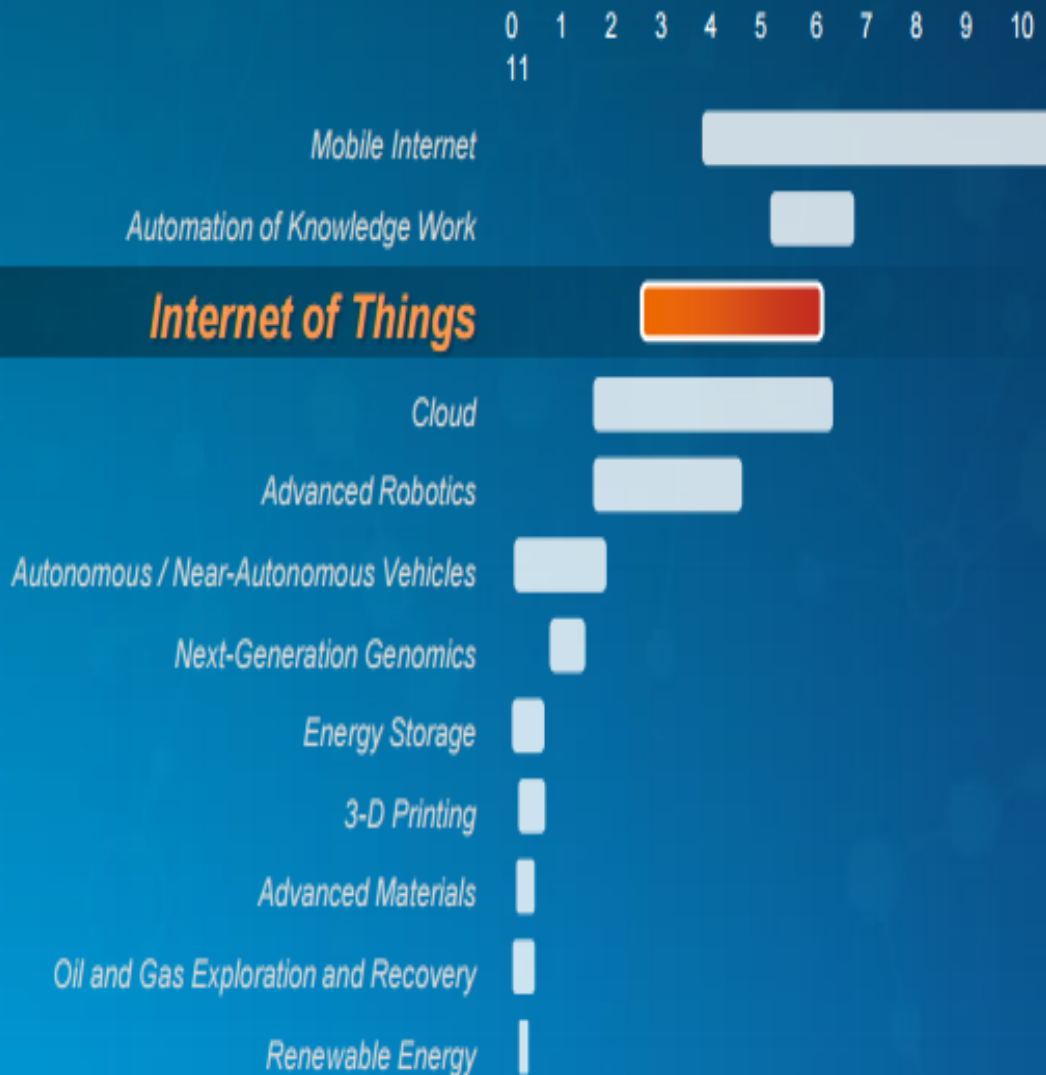 0 1 2 3 4 5 6 7 8 9 10
11
Mobile Internet
Automation of Knowledge Work
Internet of Things
Cloud
Advanced Robotics
Autonomous / Near-Autonomous Vehicles
Next-Generation Genomics
Energy Storage
3-D Printing
Advanced Materials
Oil and Gas Exploration and Recovery
Renewable Energy